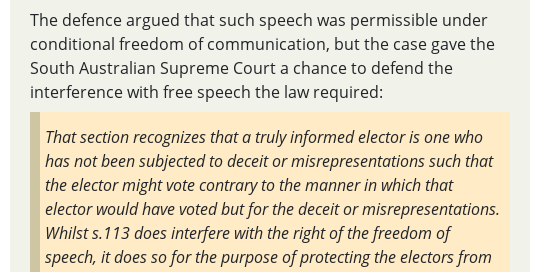 The defence argued that such speech was permissible under
conditional freedom of communication, but the case gave the
South Australian Supreme Court a chance to defend the
interference with free speech the law required:
That section recognizes that a truly informed elector is one who
has not been subjected to deceit or misrepresentations such that
the elector might vote contrary to the manner in which that
elector would have voted but for the deceit or misrepresentations.
Whilst s.113 does interfere with the right of the freedom of
speech, it does so for the purpose of protecting the electors from